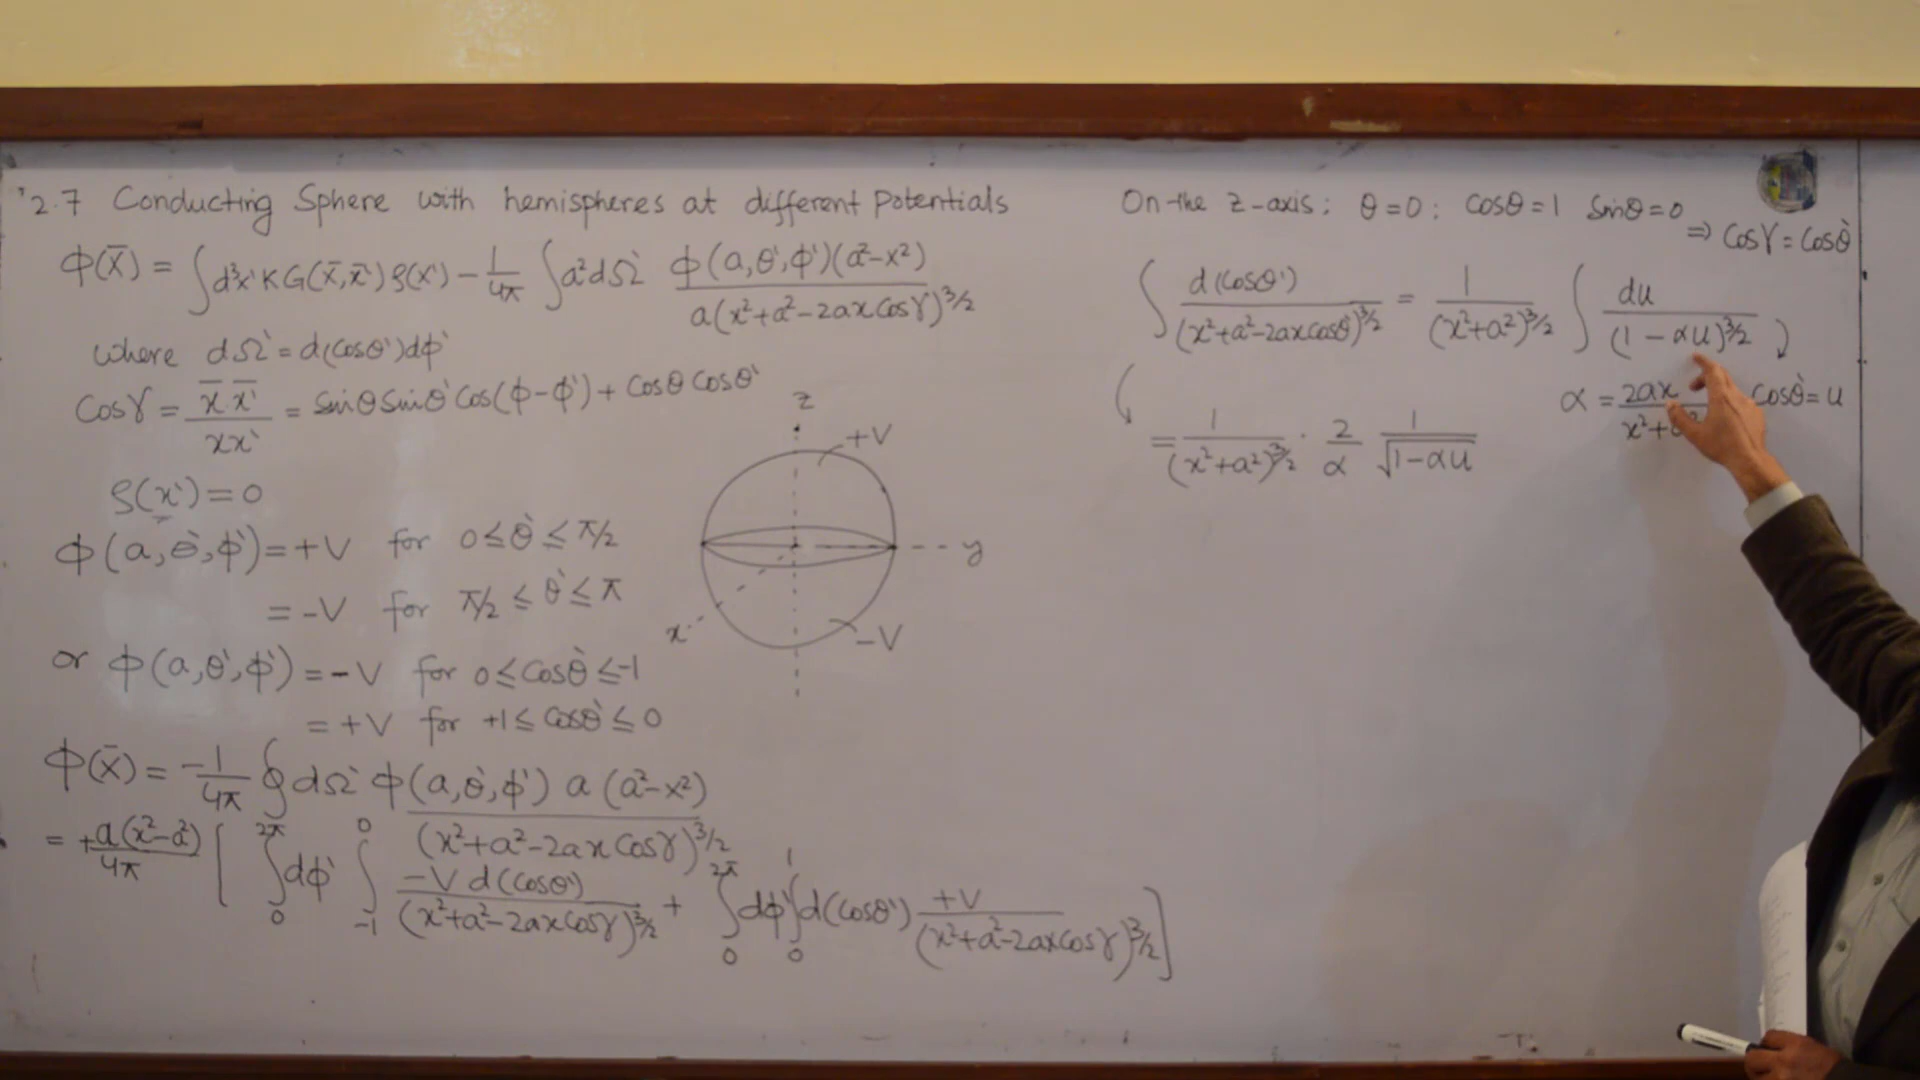 2.7 Conducting Sphere with hemispheres at different Potentials
Φ(x̄) = ∫d³x' K G(x̄,x̄') ρ(x') − 1/4π ∫a² dΩ' Φ(a,θ',φ')(a²−x²) / a(x²+a²−2ax Cosγ)^3/2
where dΩ' = d(Cosθ')dφ'
Cosγ = x̄·x̄' / xx' = Sinθ Sinθ' Cos(φ−φ') + Cosθ Cosθ'
ρ(x') = 0
Φ(a,θ',φ') = +V for 0≤θ'≤π/2
= −V for π/2≤θ'≤π
or Φ(a,θ',φ') = −V for 0≤Cosθ'≤−1
= +V for +1≤Cosθ'≤0
Φ(x̄) = −1/4π ∮dΩ' Φ(a,θ',φ') a (a²−x²) / (x²+a²−2ax Cosγ)^3/2
= +a(x²−a²)/4π [ ∫₀^2π dφ' ∫₋₁^0 −V d(Cosθ') / (x²+a²−2ax Cosγ)^3/2 + ∫₀^2π dφ' ∫₀^1 d(Cosθ') +V / (x²+a²−2ax Cosγ)^3/2 ]
z
+V
y
x
−V
On the z-axis: θ=0: Cosθ=1 Sinθ=0
⇒ Cosγ = Cosθ'
∫ d(Cosθ') / (x²+a²−2ax Cosθ')^3/2 = 1/(x²+a²)^3/2 ∫ du / (1−αu)^3/2
α = 2ax / x²+ Cosθ' = u
= 1/(x²+a²)^3/2 · 2/α 1/√(1−αu)